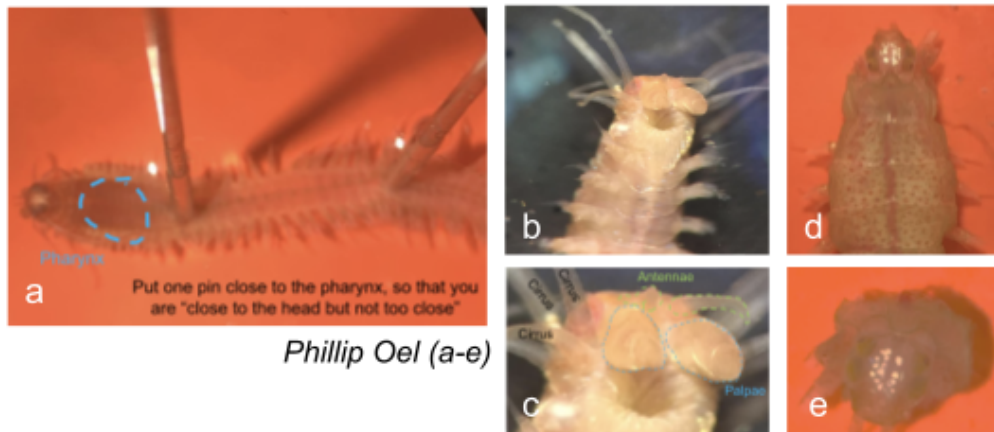 Pharynx
a
Put one pin close to the pharynx, so that you
are "close to the head but not too close"
Phillip Oel (a-e)
b
Antennae
Cirrus
Cirrus
Cirrus
Palpae
c
d
e